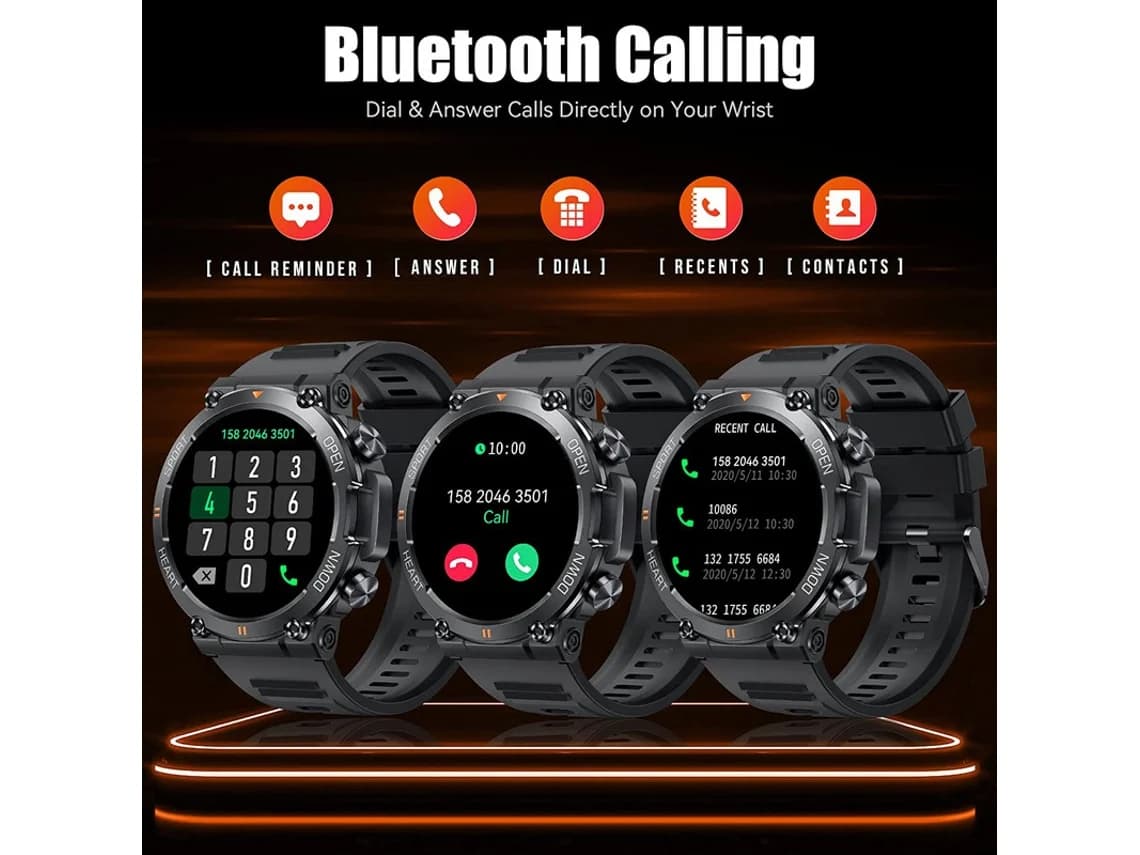 Bluetooth Calling
Dial & Answer Calls Directly on Your Wrist
[ CALL REMINDER ] [ ANSWER ] [ DIAL ] [ RECENTS ] [ CONTACTS ]
158 2046 3501
1 2 3
4 5 6
7 8 9
0
SPORT
OPEN
HEART
DOWN
10:00
158 2046 3501
Call
OPEN
DOWN
HEART
RECENT CALL
158 2046 3501
2020/5/11 10:30
10086
2020/5/12 10:30
132 1755 6684
2020/5/12 12:30
132 1755 668
SPORT
OPEN
HEART
DOWN